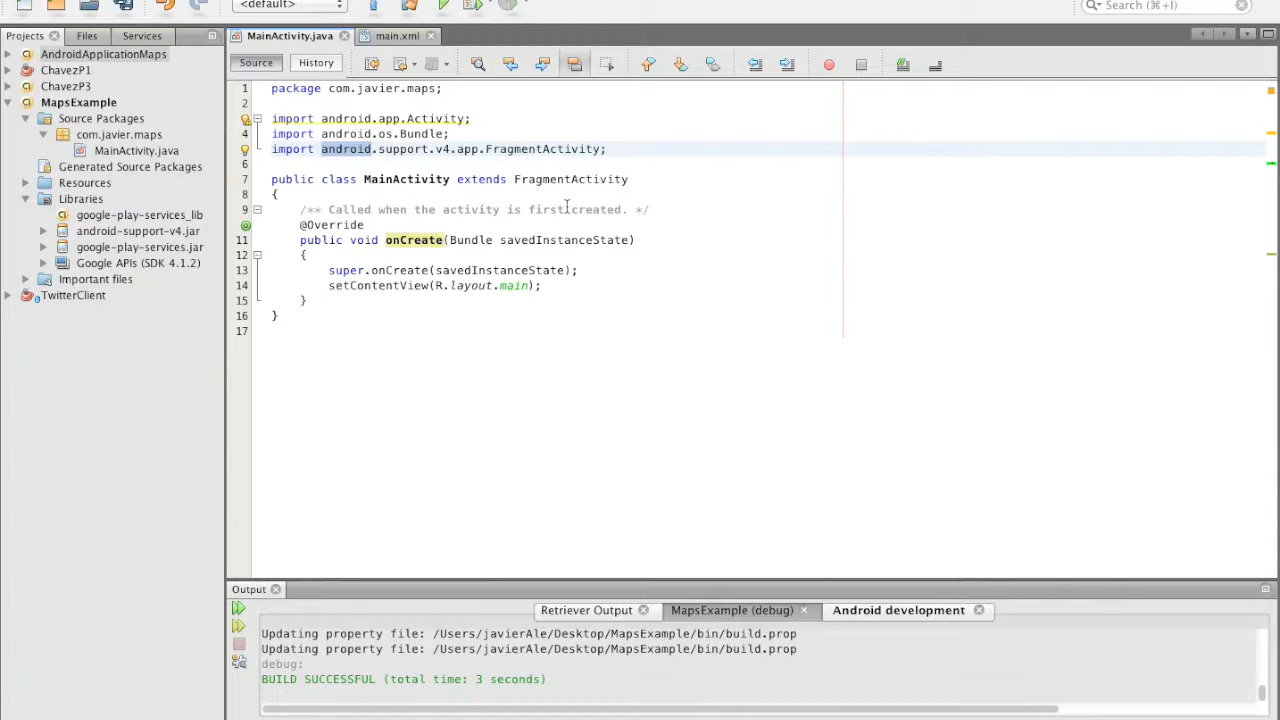 <default>
Search (⌘+I)
Projects
Files
Services
MainActivity.java
main.xml
Source
History
AndroidApplicationMaps
ChavezP1
ChavezP3
MapsExample
Source Packages
com.javier.maps
MainActivity.java
Generated Source Packages
Resources
Libraries
google-play-services_lib
android-support-v4.jar
google-play-services.jar
Google APIs (SDK 4.1.2)
Important files
TwitterClient
1 package com.javier.maps;
2
import android.app.Activity;
4 import android.os.Bundle;
import android.support.v4.app.FragmentActivity;
6
7 public class MainActivity extends FragmentActivity
8 {
9 /** Called when the activity is first created. */
@Override
11 public void onCreate(Bundle savedInstanceState)
12 {
13 super.onCreate(savedInstanceState);
14 setContentView(R.layout.main);
15 }
16 }
17
Output
Retriever Output
MapsExample (debug)
Android development
Updating property file: /Users/javierAle/Desktop/MapsExample/bin/build.prop
Updating property file: /Users/javierAle/Desktop/MapsExample/bin/build.prop
debug:
BUILD SUCCESSFUL (total time: 3 seconds)